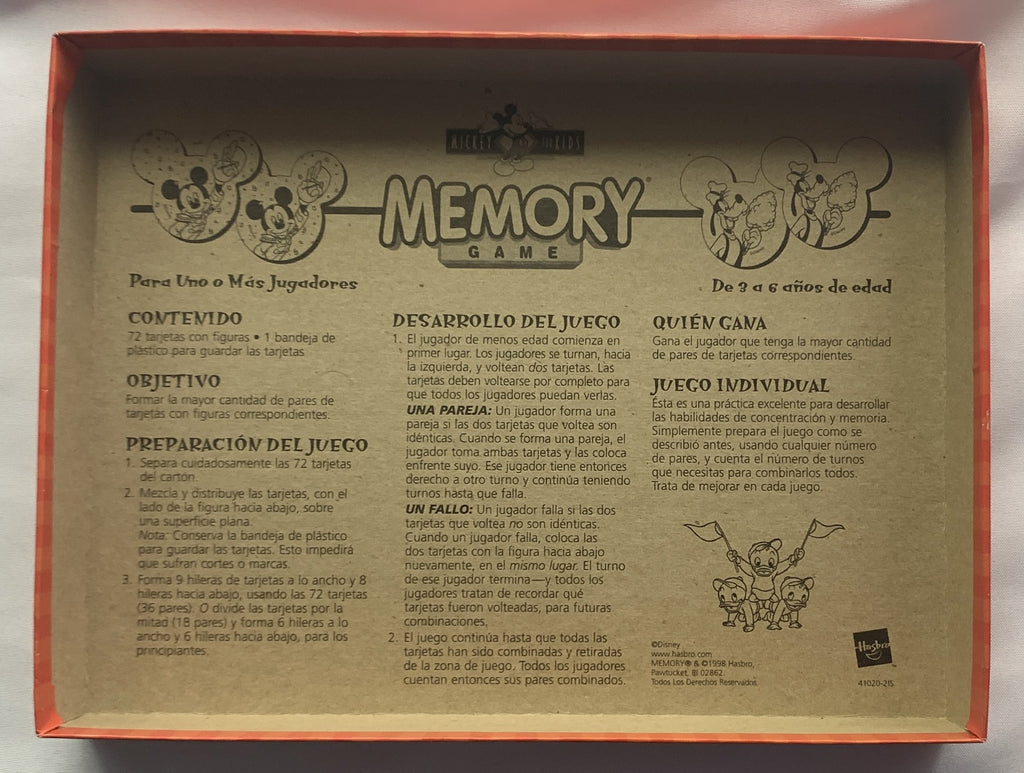 MICKEY FOR KIDS
MEMORY®
GAME
Para Uno o Más Jugadores
De 3 a 6 años de edad
CONTENIDO
72 tarjetas con figuras • 1 bandeja de
plástico para guardar las tarjetas
OBJETIVO
Formar la mayor cantidad de pares de
tarjetas con figuras correspondientes.
PREPARACIÓN DEL JUEGO
1. Separa cuidadosamente las 72 tarjetas
del cartón.
2. Mezcla y distribuye las tarjetas, con el
lado de la figura hacia abajo, sobre
una superficie plana.
Nota: Conserva la bandeja de plástico
para guardar las tarjetas. Esto impedirá
que sufran cortes o marcas.
3. Forma 9 hileras de tarjetas a lo ancho y 8
hileras hacia abajo, usando las 72 tarjetas
(36 pares). O divide las tarjetas por la
mitad (18 pares) y forma 6 hileras a lo
ancho y 6 hileras hacia abajo, para los
principiantes.
DESARROLLO DEL JUEGO
1. El jugador de menos edad comienza en
primer lugar. Los jugadores se turnan, hacia
la izquierda, y voltean dos tarjetas. Las
tarjetas deben voltearse por completo para
que todos los jugadores puedan verlas.
UNA PAREJA: Un jugador forma una
pareja si las dos tarjetas que voltea son
idénticas. Cuando se forma una pareja, el
jugador toma ambas tarjetas y las coloca
enfrente suyo. Ese jugador tiene entonces
derecho a otro turno y continúa teniendo
turnos hasta que falla.
UN FALLO: Un jugador falla si las dos
tarjetas que voltea no son idénticas.
Cuando un jugador falla, coloca las
dos tarjetas con la figura hacia abajo
nuevamente, en el mismo lugar. El turno
de ese jugador termina—y todos los
jugadores tratan de recordar qué
tarjetas fueron volteadas, para futuras
combinaciones.
2. El juego continúa hasta que todas las
tarjetas han sido combinadas y retiradas
de la zona de juego. Todos los jugadores
cuentan entonces sus pares combinados.
QUIÉN GANA
Gana el jugador que tenga la mayor cantidad
de pares de tarjetas correspondientes.
JUEGO INDIVIDUAL
Ésta es una práctica excelente para desarrollar
las habilidades de concentración y memoria.
Simplemente prepara el juego como se
describió antes, usando cualquier número
de pares, y cuenta el número de turnos
que necesitas para combinarlos todos.
Trata de mejorar en cada juego.
©Disney
www.hasbro.com
MEMORY® & ©1998 Hasbro,
Pawtucket, RI 02862.
Todos Los Derechos Reservados.
Hasbro
41020-21S